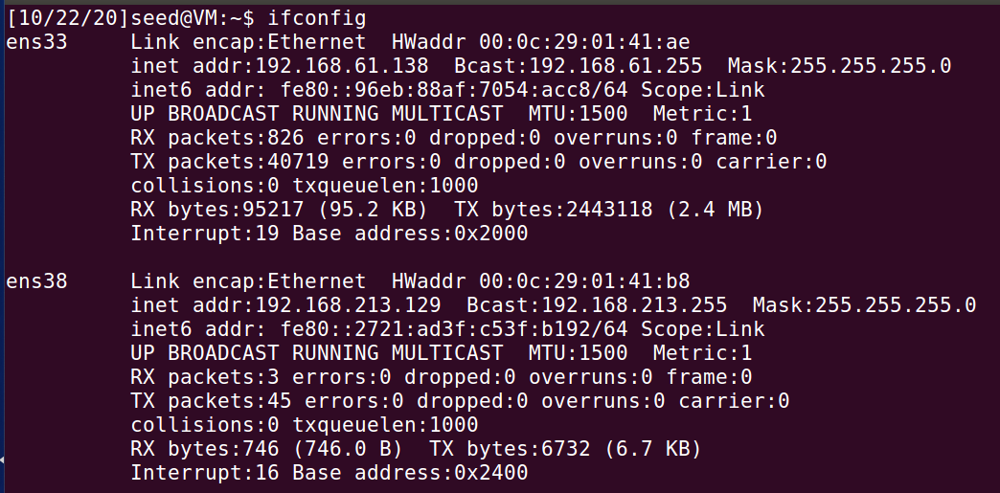 [10/22/20]seed@VM:~$ ifconfig
ens33     Link encap:Ethernet  HWaddr 00:0c:29:01:41:ae
          inet addr:192.168.61.138  Bcast:192.168.61.255  Mask:255.255.255.0
          inet6 addr: fe80::96eb:88af:7054:acc8/64 Scope:Link
          UP BROADCAST RUNNING MULTICAST  MTU:1500  Metric:1
          RX packets:826 errors:0 dropped:0 overruns:0 frame:0
          TX packets:40719 errors:0 dropped:0 overruns:0 carrier:0
          collisions:0 txqueuelen:1000
          RX bytes:95217 (95.2 KB)  TX bytes:2443118 (2.4 MB)
          Interrupt:19 Base address:0x2000

ens38     Link encap:Ethernet  HWaddr 00:0c:29:01:41:b8
          inet addr:192.168.213.129  Bcast:192.168.213.255  Mask:255.255.255.0
          inet6 addr: fe80::2721:ad3f:c53f:b192/64 Scope:Link
          UP BROADCAST RUNNING MULTICAST  MTU:1500  Metric:1
          RX packets:3 errors:0 dropped:0 overruns:0 frame:0
          TX packets:45 errors:0 dropped:0 overruns:0 carrier:0
          collisions:0 txqueuelen:1000
          RX bytes:746 (746.0 B)  TX bytes:6732 (6.7 KB)
          Interrupt:16 Base address:0x2400